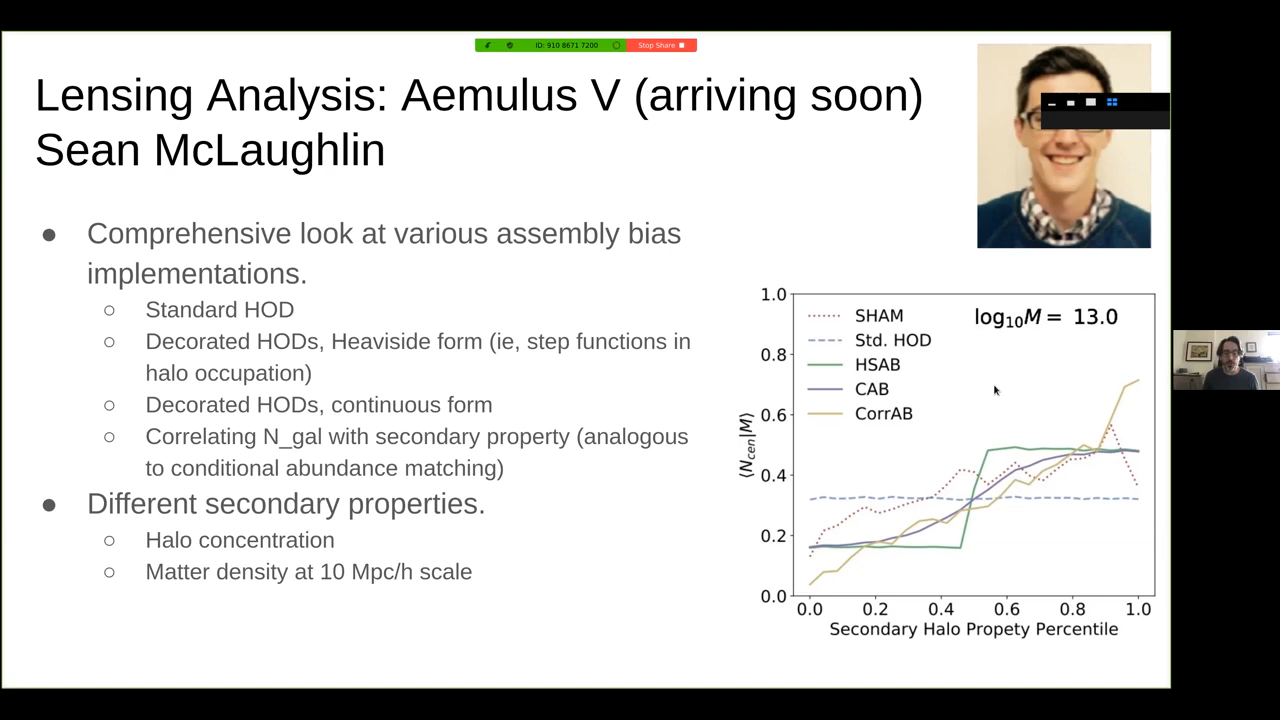 ID: 910 8671 7200
Stop Share
Lensing Analysis: Aemulus V (arriving soon)
Sean McLaughlin
● Comprehensive look at various assembly bias
implementations.
○ Standard HOD
○ Decorated HODs, Heaviside form (ie, step functions in
halo occupation)
○ Decorated HODs, continuous form
○ Correlating N_gal with secondary property (analogous
to conditional abundance matching)
● Different secondary properties.
○ Halo concentration
○ Matter density at 10 Mpc/h scale
SHAM
Std. HOD
HSAB
CAB
CorrAB
log₁₀M = 13.0
⟨N_cen|M⟩
1.0
0.8
0.6
0.4
0.2
0.0
0.0 0.2 0.4 0.6 0.8 1.0
Secondary Halo Propety Percentile